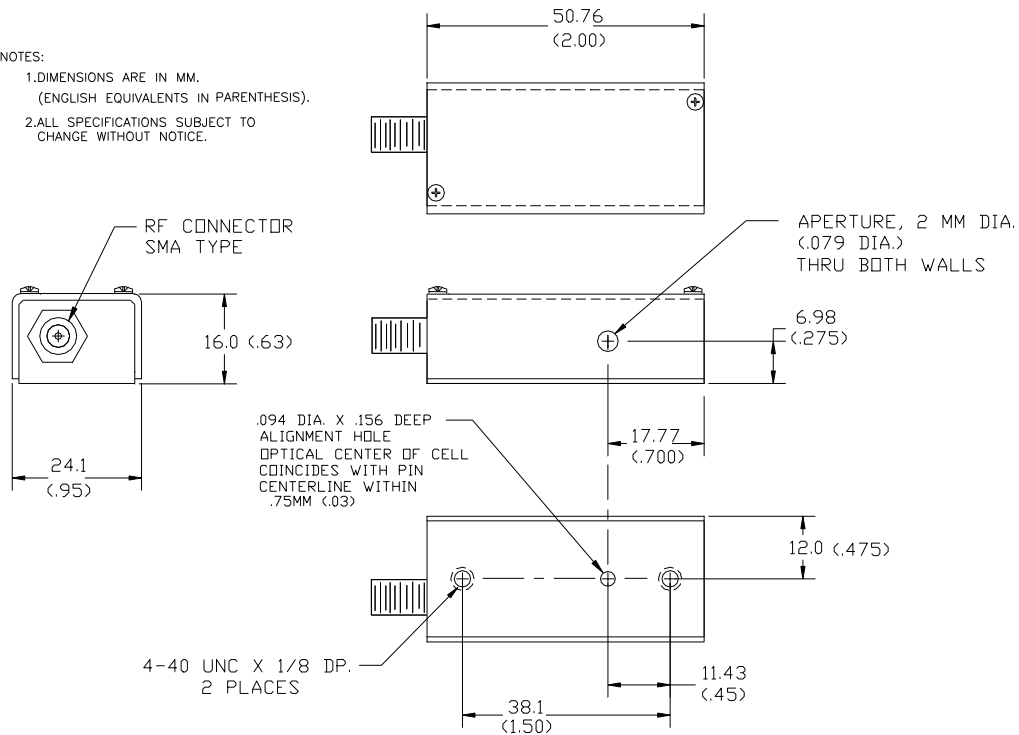 50.76
(2.00)
NOTES:
1.DIMENSIONS ARE IN MM.
(ENGLISH EQUIVALENTS IN PARENTHESIS).
2.ALL SPECIFICATIONS SUBJECT TO
CHANGE WITHOUT NOTICE.
RF CONNECTOR
SMA TYPE
APERTURE, 2 MM DIA.
(.079 DIA.)
THRU BOTH WALLS
16.0 (.63)
6.98
(.275)
24.1
(.95)
.094 DIA. X .156 DEEP
ALIGNMENT HOLE
OPTICAL CENTER OF CELL
COINCIDES WITH PIN
CENTERLINE WITHIN
.75MM (.03)
17.77
(.700)
12.0 (.475)
4-40 UNC X 1/8 DP.
2 PLACES
11.43
(.45)
38.1
(1.50)